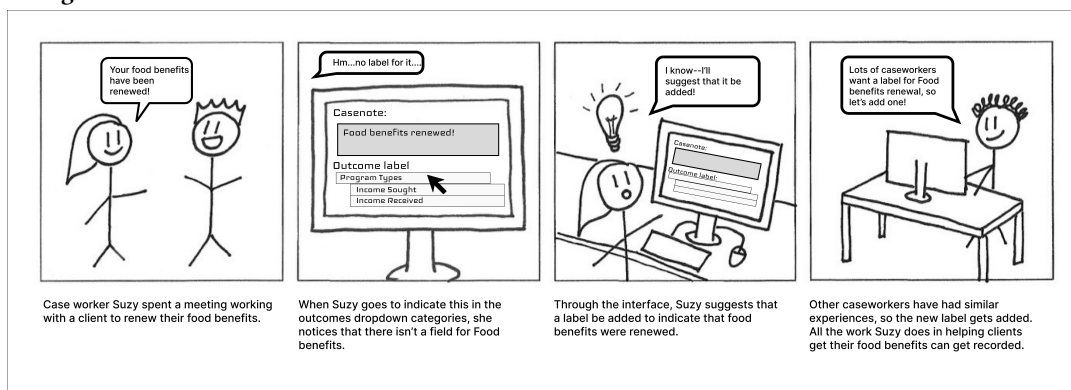 Your food benefits
have been
renewed!
Hm...no label for it....
Casenote:
Food benefits renewed!
Outcome label
Program Types
Income Sought
Income Received
I know--I'll
suggest that it be
added!
Casenote:
Outcome label:
Lots of caseworkers
want a label for Food
benefits renewal, so
let's add one!
Case worker Suzy spent a meeting working
with a client to renew their food benefits.
When Suzy goes to indicate this in the
outcomes dropdown categories, she
notices that there isn't a field for Food
benefits.
Through the interface, Suzy suggests that
a label be added to indicate that food
benefits were renewed.
Other caseworkers have had similar
experiences, so the new label gets added.
All the work Suzy does in helping clients
get their food benefits can get recorded.